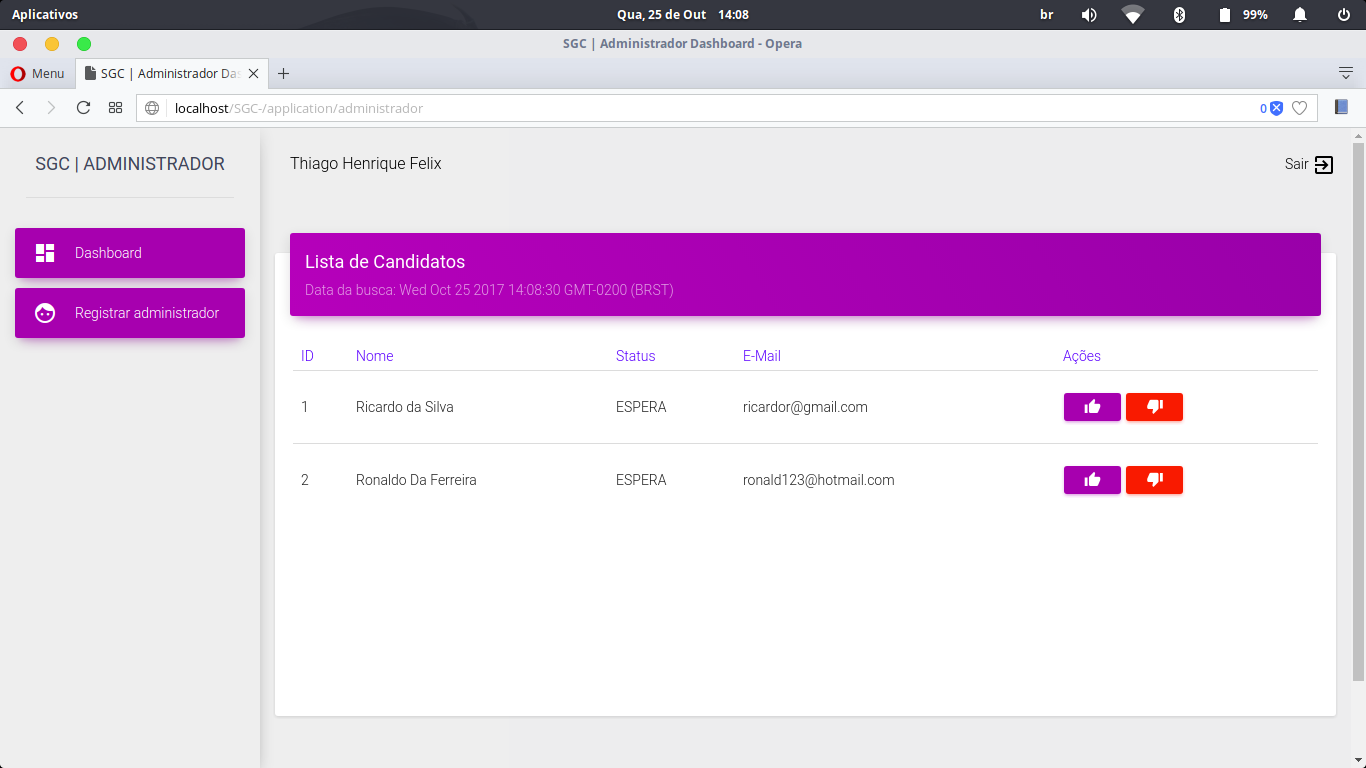 Aplicativos
Qua, 25 de Out 14:08
br
99%
SGC | Administrador Dashboard - Opera
Menu
SGC | Administrador Das
localhost/SGC-/application/administrador
0
SGC | ADMINISTRADOR
Thiago Henrique Felix
Sair
Dashboard
Registrar administrador
Lista de Candidatos
Data da busca: Wed Oct 25 2017 14:08:30 GMT-0200 (BRST)
ID Nome Status E-Mail Ações
1 Ricardo da Silva ESPERA ricardor@gmail.com
2 Ronaldo Da Ferreira ESPERA ronald123@hotmail.com